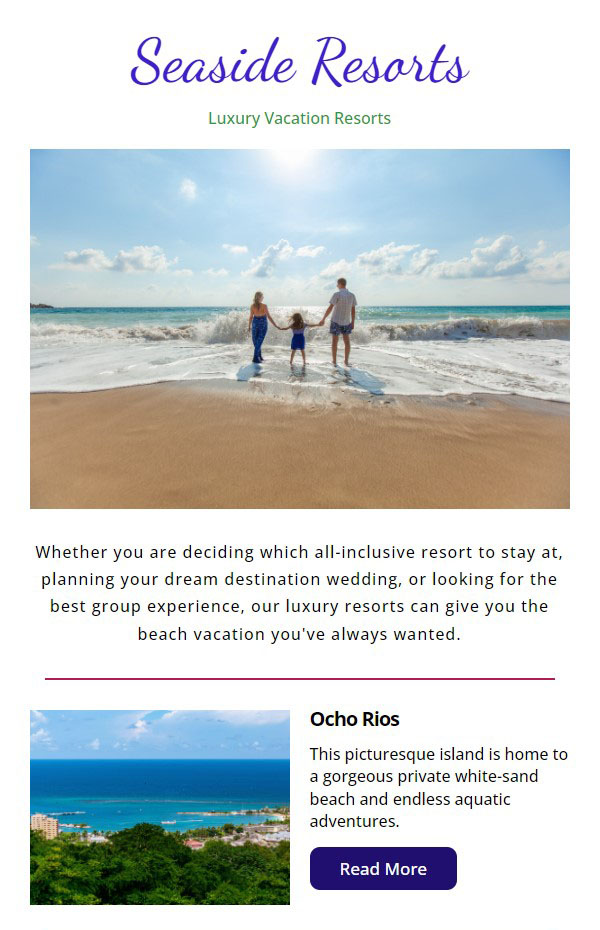 Seaside Resorts
Luxury Vacation Resorts
Whether you are deciding which all-inclusive resort to stay at,
planning your dream destination wedding, or looking for the
best group experience, our luxury resorts can give you the
beach vacation you've always wanted.
Ocho Rios
This picturesque island is home to
a gorgeous private white-sand
beach and endless aquatic
adventures.
Read More